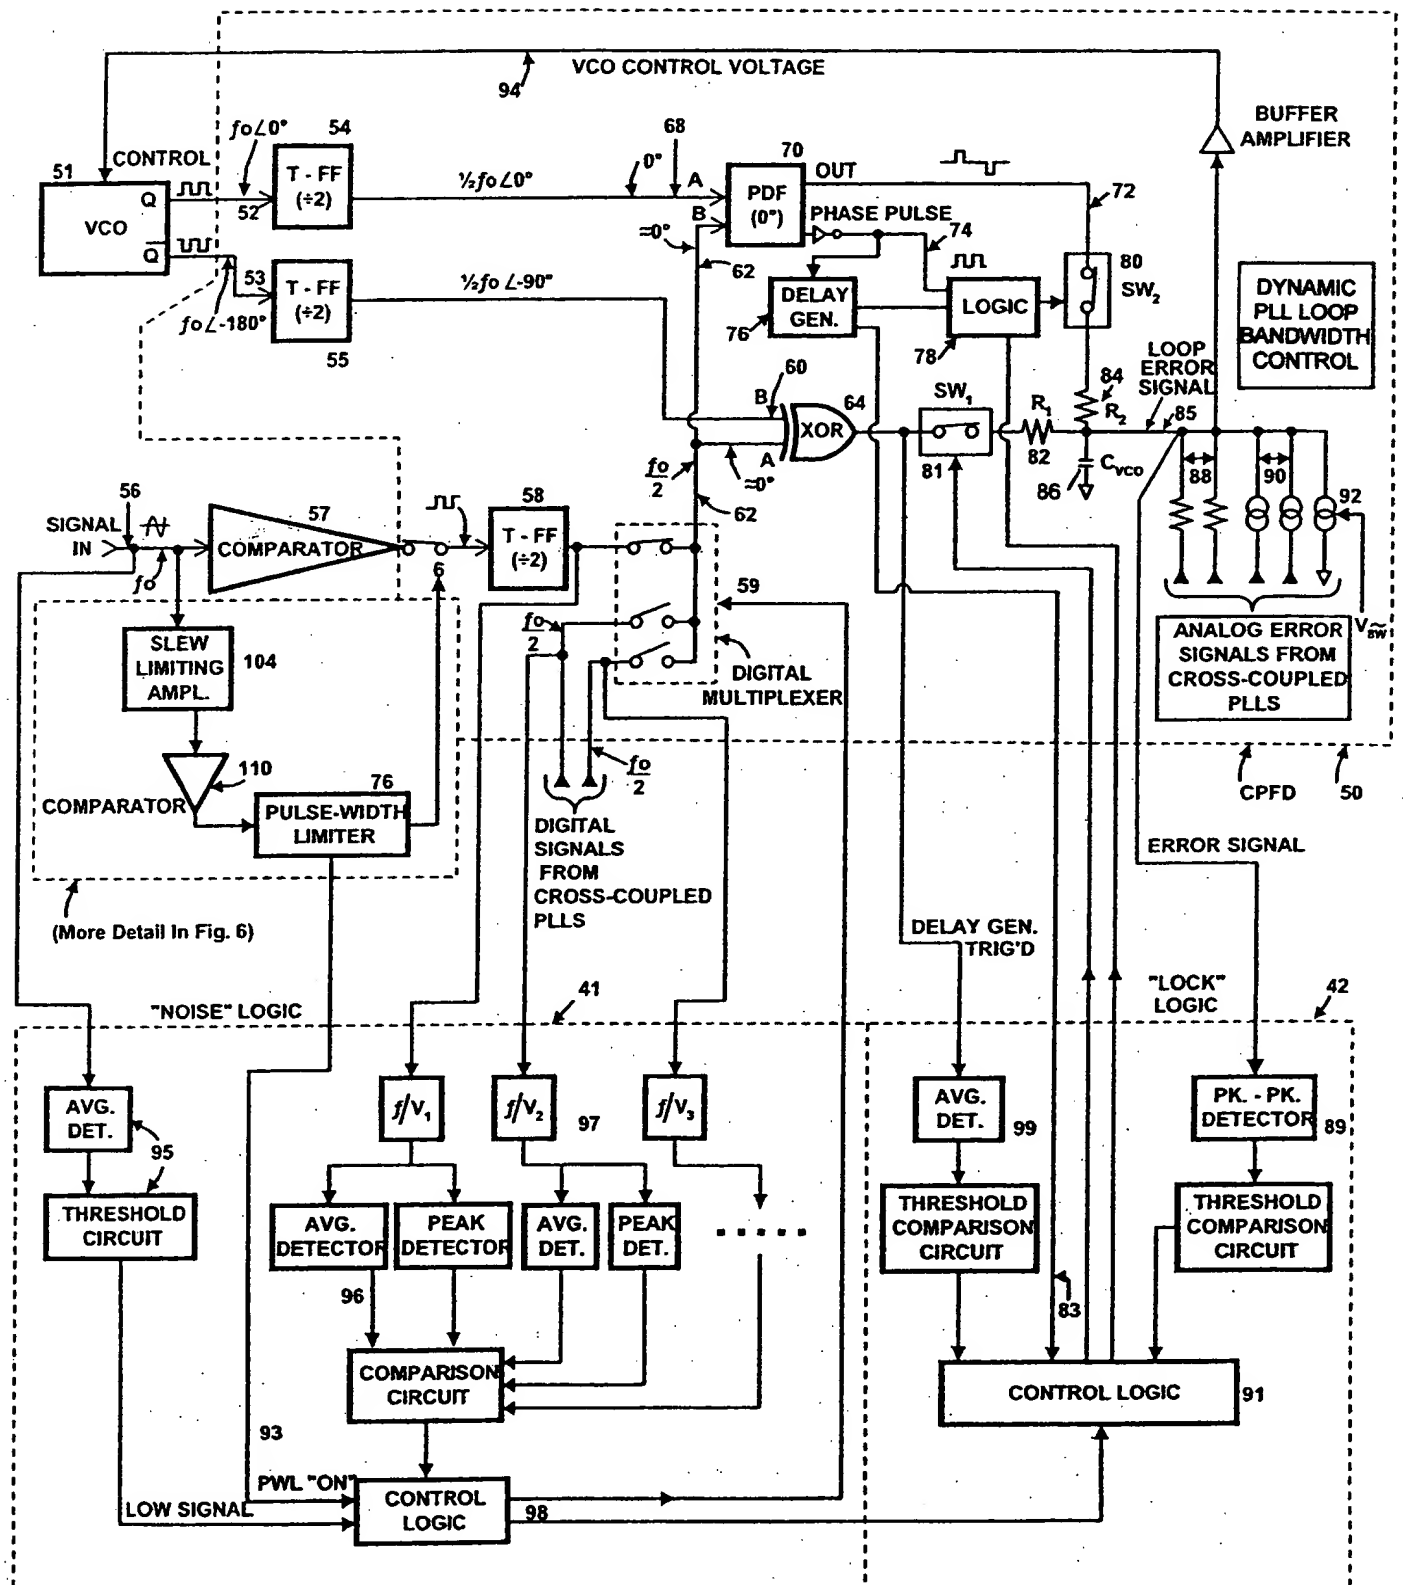 VCO CONTROL VOLTAGE
94
BUFFER
AMPLIFIER
fo∠0°
54
68
70
51
CONTROL
T - FF
(÷2)
½fo∠0°
0°
A
PDF
(0°)
OUT
72
Q
VCO
Q̅
52
B
PHASE PULSE
74
≈0°
62
80
SW₂
53
T - FF
(÷2)
½fo∠-90°
fo∠-180°
55
DELAY
GEN.
76
LOGIC
78
DYNAMIC
PLL LOOP
BANDWIDTH
CONTROL
LOOP
ERROR
SIGNAL
60
B
64
XOR
A
≈0°
SW₁
81
R₁
82
84
R₂
85
C_VCO
86
88
90
92
fo/2
62
56
SIGNAL
IN
fo
57
COMPARATOR
6
58
T - FF
(÷2)
59
fo/2
DIGITAL
MULTIPLEXER
V_SW
ANALOG ERROR
SIGNALS FROM
CROSS-COUPLED
PLLS
SLEW
LIMITING
AMPL.
104
110
COMPARATOR
76
PULSE-WIDTH
LIMITER
fo/2
DIGITAL
SIGNALS
FROM
CROSS-COUPLED
PLLS
CPFD
50
ERROR SIGNAL
(More Detail In Fig. 6)
DELAY GEN.
TRIG'D
"NOISE" LOGIC
41
"LOCK"
LOGIC
42
AVG.
DET.
95
THRESHOLD
CIRCUIT
f/V₁
f/V₂
97
f/V₃
AVG.
DET.
99
PK. - PK.
DETECTOR
89
AVG.
DETECTOR
PEAK
DETECTOR
AVG.
DET.
PEAK
DET.
THRESHOLD
COMPARISON
CIRCUIT
THRESHOLD
COMPARISON
CIRCUIT
96
83
COMPARISON
CIRCUIT
CONTROL LOGIC
91
93
PWL "ON"
LOW SIGNAL
CONTROL
LOGIC
98